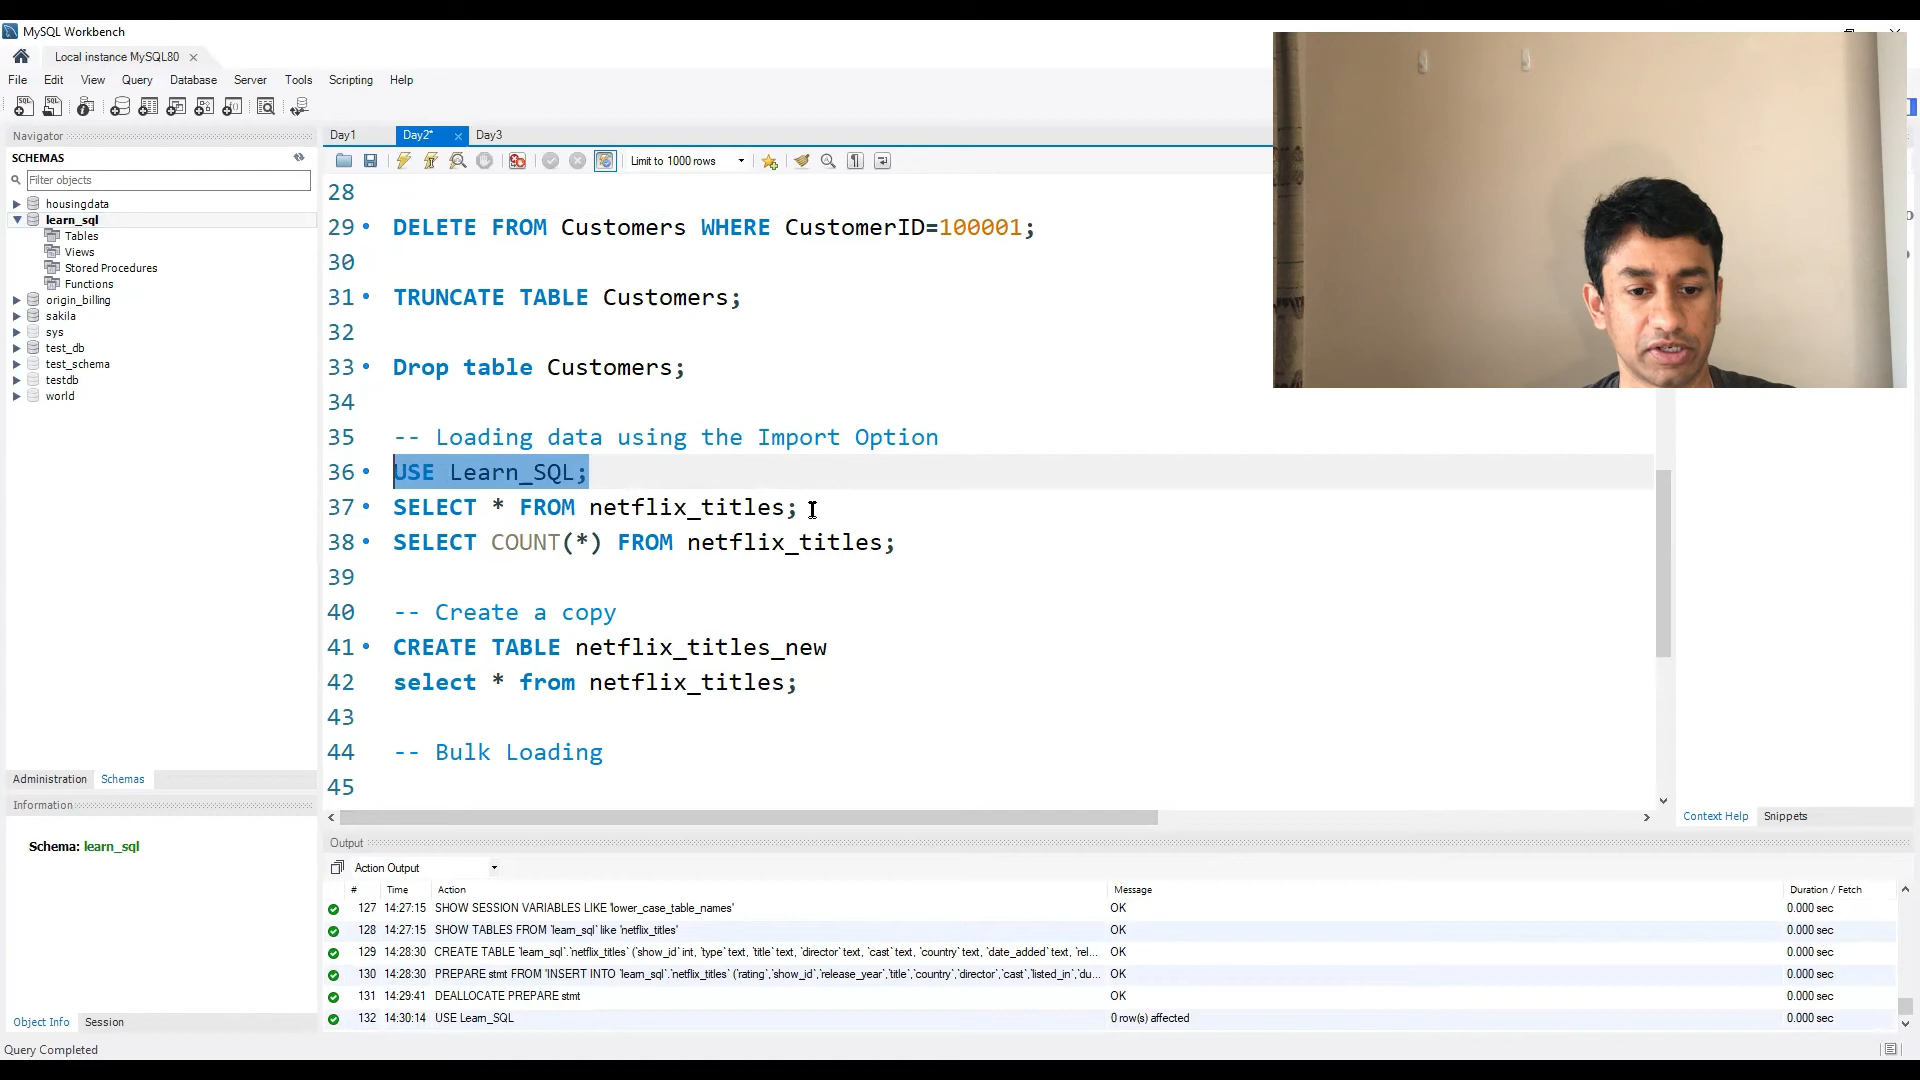 MySQL Workbench
Local instance MySQL80
File Edit View Query Database Server Tools Scripting Help
Navigator
SCHEMAS
Filter objects
housingdata
learn_sql
Tables
Views
Stored Procedures
Functions
origin_billing
sakila
sys
test_db
test_schema
testdb
world
Administration Schemas
Information
Schema: learn_sql
Object Info Session
Query Completed
Day1 Day2* Day3
Limit to 1000 rows
28
29 DELETE FROM Customers WHERE CustomerID=100001;
30
31 TRUNCATE TABLE Customers;
32
33 Drop table Customers;
34
35 -- Loading data using the Import Option
36 USE Learn_SQL;
37 SELECT * FROM netflix_titles;
38 SELECT COUNT(*) FROM netflix_titles;
39
40 -- Create a copy
41 CREATE TABLE netflix_titles_new
42 select * from netflix_titles;
43
44 -- Bulk Loading
45
Context Help Snippets
Output
Action Output
# Time Action Message Duration / Fetch
127 14:27:15 SHOW SESSION VARIABLES LIKE 'lower_case_table_names' OK 0.000 sec
128 14:27:15 SHOW TABLES FROM `learn_sql` like 'netflix_titles' OK 0.000 sec
129 14:28:30 CREATE TABLE `learn_sql`.`netflix_titles` (`show_id` int, `type` text, `title` text, `director` text, `cast` text, `country` text, `date_added` text, `rel... OK 0.000 sec
130 14:28:30 PREPARE stmt FROM 'INSERT INTO `learn_sql`.`netflix_titles` (`rating`,`show_id`,`release_year`,`title`,`country`,`director`,`cast`,`listed_in`,`du... OK 0.000 sec
131 14:29:41 DEALLOCATE PREPARE stmt OK 0.000 sec
132 14:30:14 USE Learn_SQL 0 row(s) affected 0.000 sec